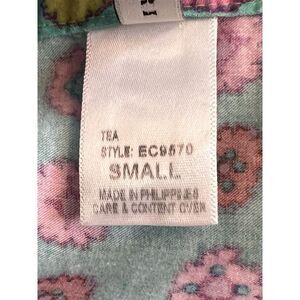 TEA
STYLE: EC9570
SMALL
MADE IN PHILIPPINES
CARE & CONTENT OVER